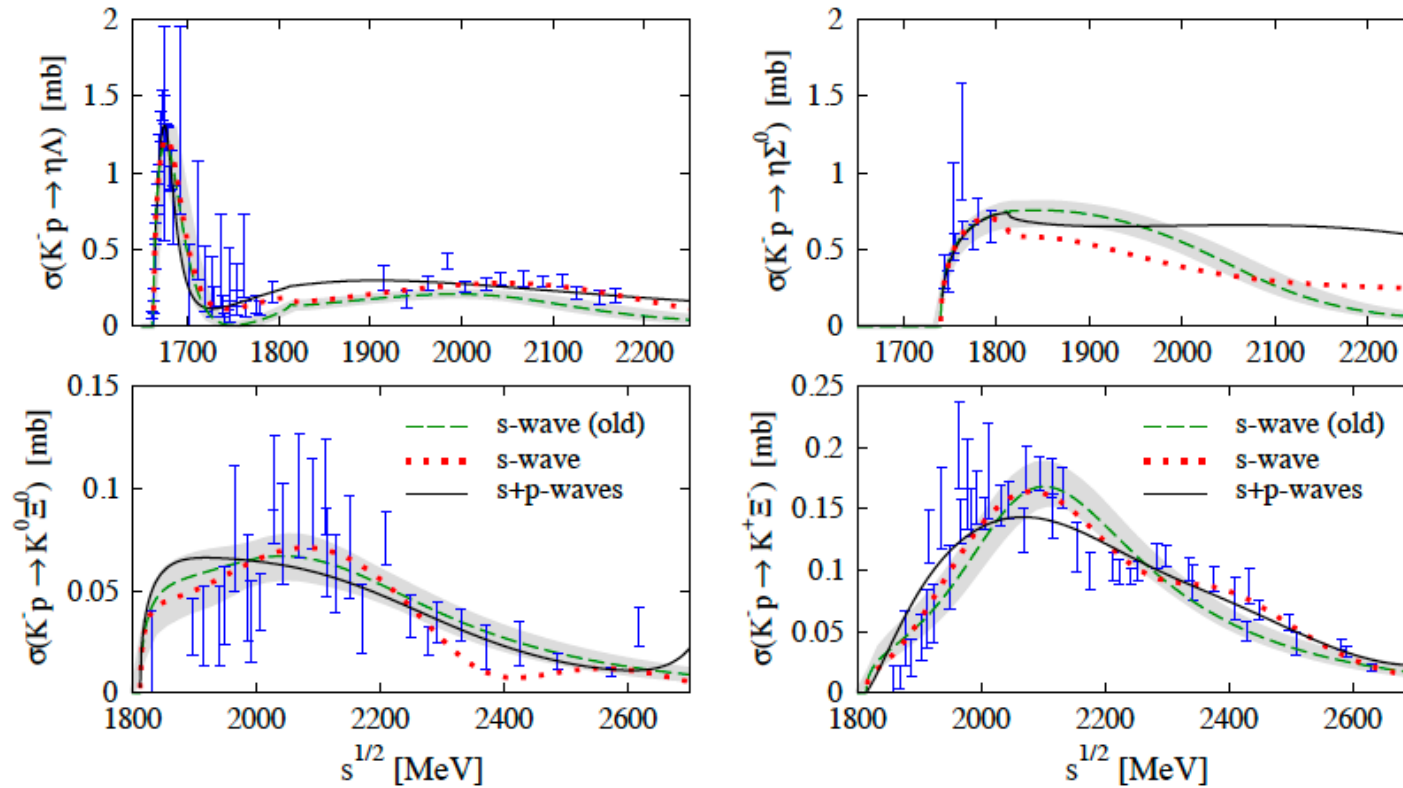 σ(K⁻p → ηΛ) [mb]
2
1.5
1
0.5
0
1700 1800 1900 2000 2100 2200
σ(K⁻p → ηΣ⁰) [mb]
2
1.5
1
0.5
0
1700 1800 1900 2000 2100 2200
σ(K⁻p → K⁰Ξ⁰) [mb]
0.15
0.1
0.05
0
s-wave (old)
s-wave
s+p-waves
1800 2000 2200 2400 2600
s^{1/2} [MeV]
σ(K⁻p → K⁺Ξ⁻) [mb]
0.25
0.2
0.15
0.1
0.05
0
s-wave (old)
s-wave
s+p-waves
1800 2000 2200 2400 2600
s^{1/2} [MeV]